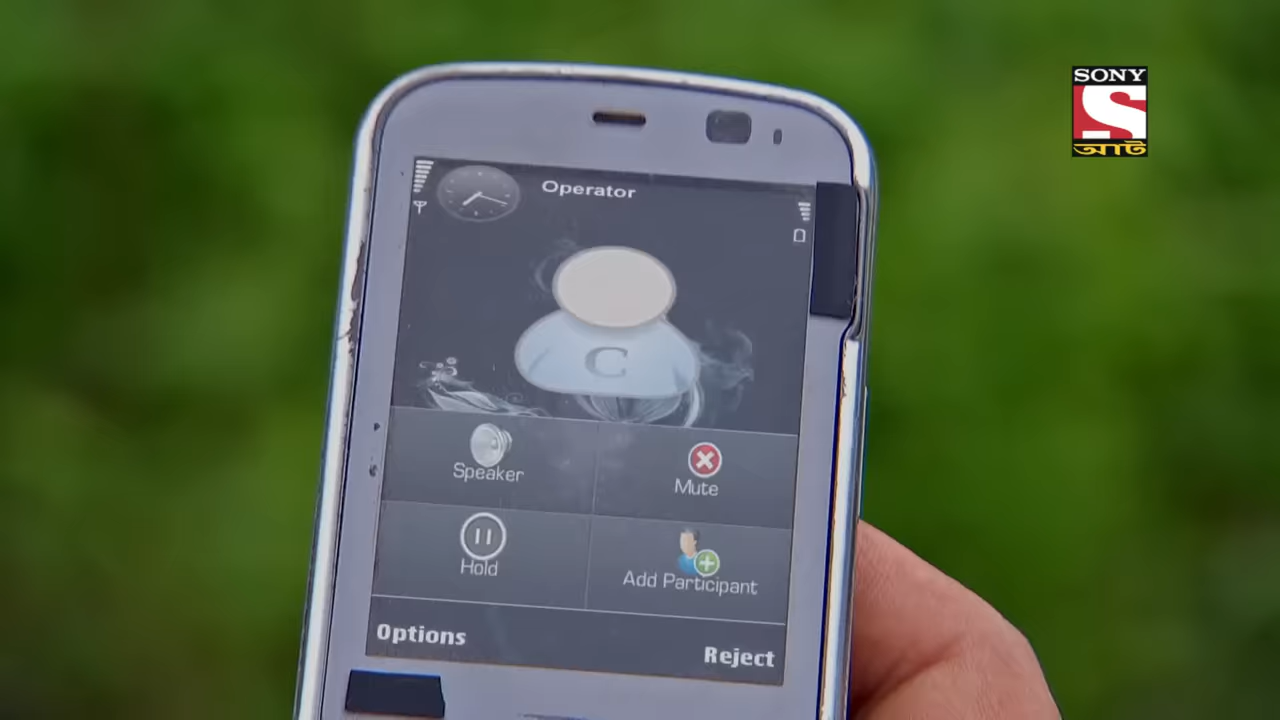 SONY
S
আট
Operator
C
Speaker
Mute
Hold
Add Participant
Options
Reject